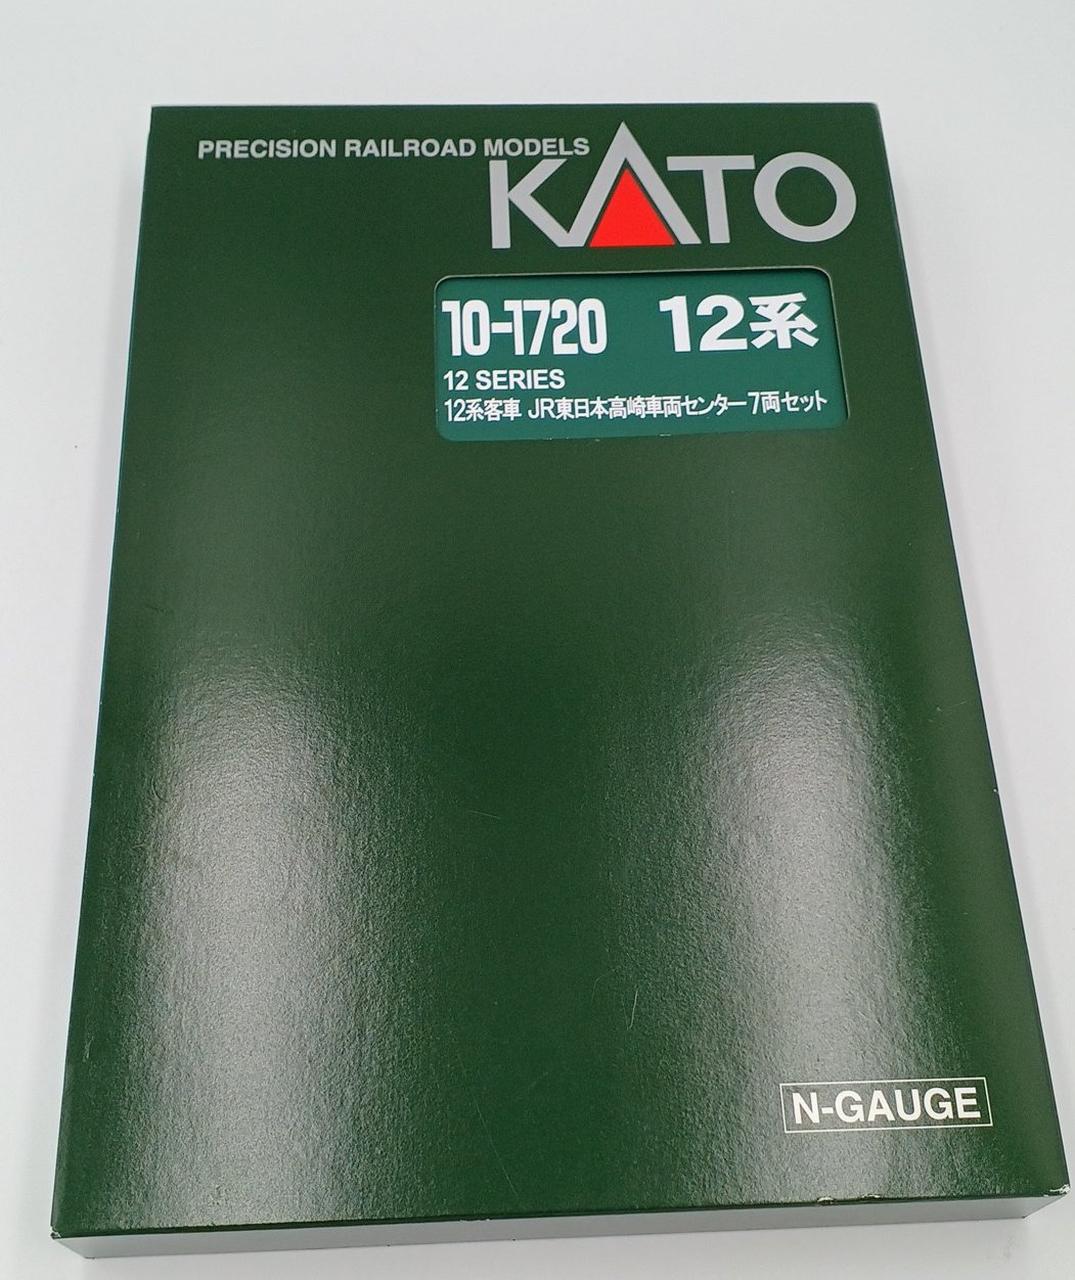 PRECISION RAILROAD MODELS
KATO
10-1720 12系
12 SERIES
12系客車 JR東日本高崎車両センター7両セット
N-GAUGE